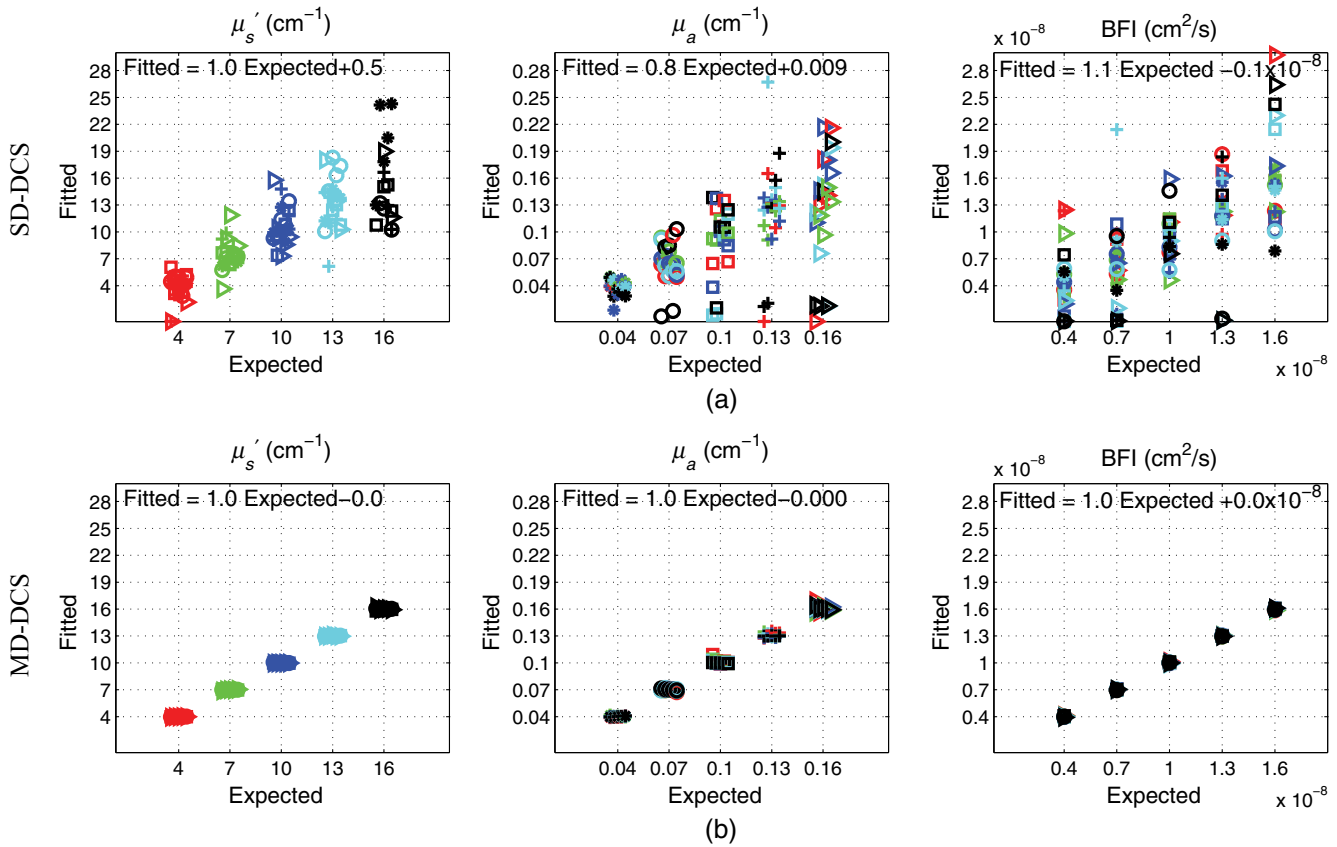 μs′ (cm−1)
μa (cm−1)
BFI (cm2/s)
x 10−8
SD-DCS
Fitted
28
25
22
19
16
13
10
7
4
Fitted = 1.0 Expected+0.5
4 7 10 13 16
Expected
Fitted
0.28
0.25
0.22
0.19
0.16
0.13
0.1
0.07
0.04
Fitted = 0.8 Expected+0.009
0.04 0.07 0.1 0.13 0.16
Expected
Fitted
2.8
2.5
2.2
1.9
1.6
1.3
1
0.7
0.4
Fitted = 1.1 Expected −0.1x10−8
0.4 0.7 1 1.3 1.6
Expected
x 10−8
(a)
μs′ (cm−1)
μa (cm−1)
BFI (cm2/s)
x 10−8
MD-DCS
Fitted
28
25
22
19
16
13
10
7
4
Fitted = 1.0 Expected−0.0
4 7 10 13 16
Expected
Fitted
0.28
0.25
0.22
0.19
0.16
0.13
0.1
0.07
0.04
Fitted = 1.0 Expected−0.000
0.04 0.07 0.1 0.13 0.16
Expected
Fitted
2.8
2.5
2.2
1.9
1.6
1.3
1
0.7
0.4
Fitted = 1.0 Expected +0.0x10−8
0.4 0.7 1 1.3 1.6
Expected
x 10−8
(b)